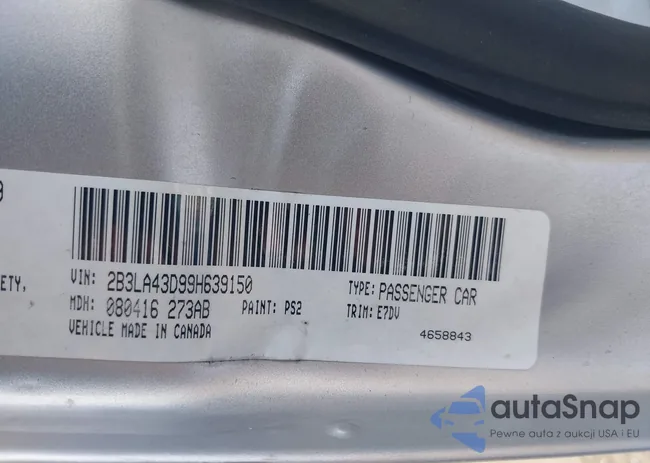 ETY,
VIN: 2B3LA43D99H639150
TYPE: PASSENGER CAR
MDH: 080416 273AB
PAINT: PS2
TRIM: E7DV
VEHICLE MADE IN CANADA
4658843
autaSnap
Pewne auta z aukcji USA i EU